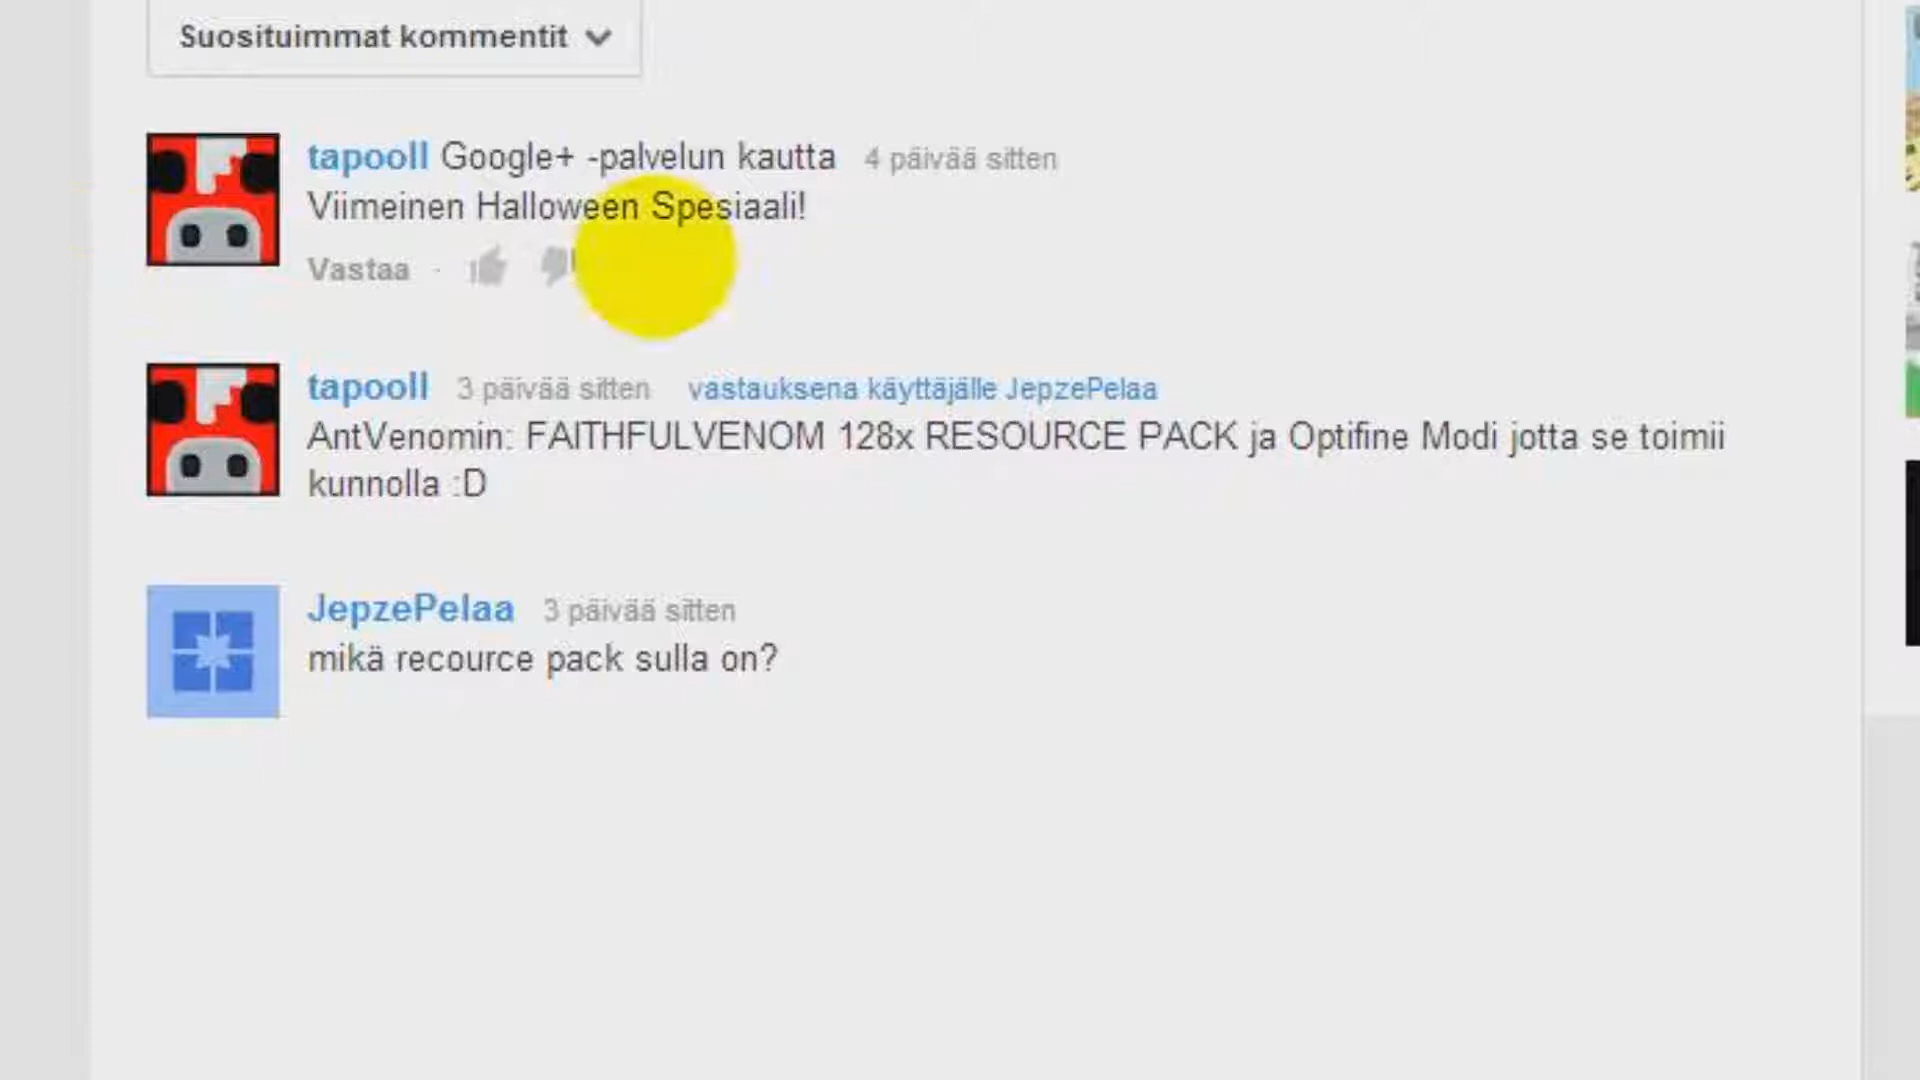 Suosituimmat kommentit
tapooll Google+ -palvelun kautta 4 päivää sitten
Viimeinen Halloween Spesiaali!
Vastaa ·
tapooll 3 päivää sitten vastauksena käyttäjälle JepzePelaa
AntVenomin: FAITHFULVENOM 128x RESOURCE PACK ja Optifine Modi jotta se toimii
kunnolla :D
JepzePelaa 3 päivää sitten
mikä recource pack sulla on?